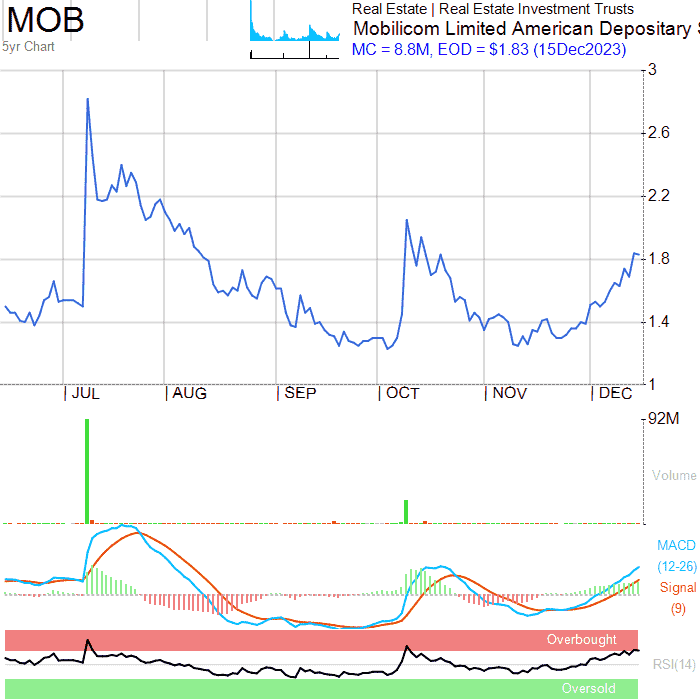 MOB
5yr Chart
Real Estate | Real Estate Investment Trusts
Mobilicom Limited American Depositary S
MC = 8.8M, EOD = $1.83 (15Dec2023)
3
2.6
2.2
1.8
1.4
1
JUL AUG SEP OCT NOV DEC
92M
Volume
MACD
(12-26)
Signal
(9)
Overbought
RSI(14)
Oversold